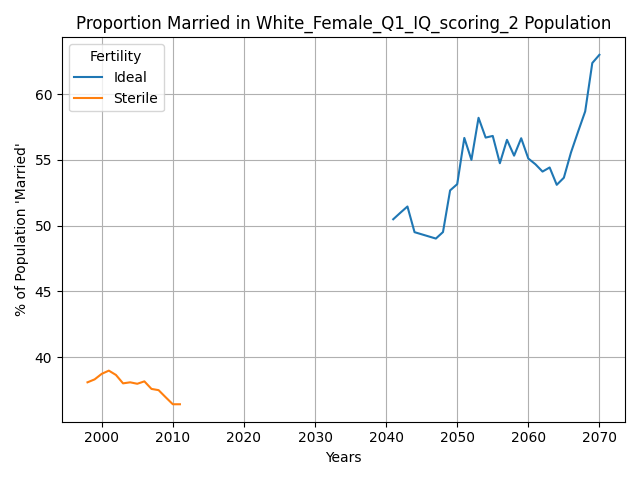 Proportion Married in White_Female_Q1_IQ_scoring_2 Population
Fertility
Ideal
Sterile
% of Population 'Married'
60
55
50
45
40
2000 2010 2020 2030 2040 2050 2060 2070
Years